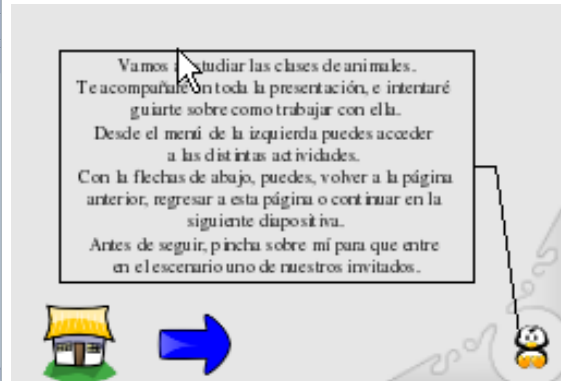 Vamos a estudiar las clases de animales.
Te acompañaré en toda la presentación, e intentaré
guiarte sobre como trabajar con ella.
Desde el menú de la izquierda puedes acceder
a las distintas actividades.
Con la flechas de abajo, puedes, volver a la página
anterior, regresar a esta página o continuar en la
siguiente diapositiva.
Antes de seguir, pincha sobre mí para que entre
en el escenario uno de nuestros invitados.